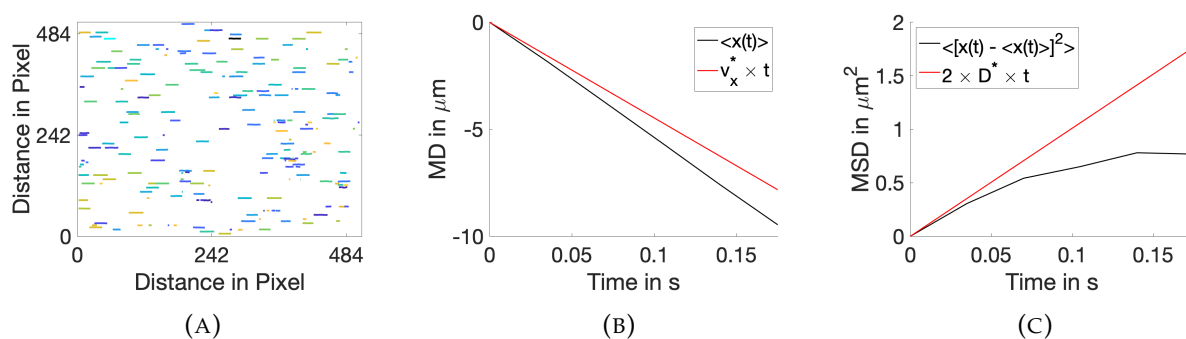 484
242
0
0
242
484
Distance in Pixel
Distance in Pixel
(A)
0
-5
-10
0
0.05
0.1
0.15
MD in μm
Time in s
<x(t)>
v*x × t
(B)
2
1.5
1
0.5
0
0
0.05
0.1
0.15
MSD in μm²
Time in s
<[x(t) - <x(t)>]²>
2 × D* × t
(C)